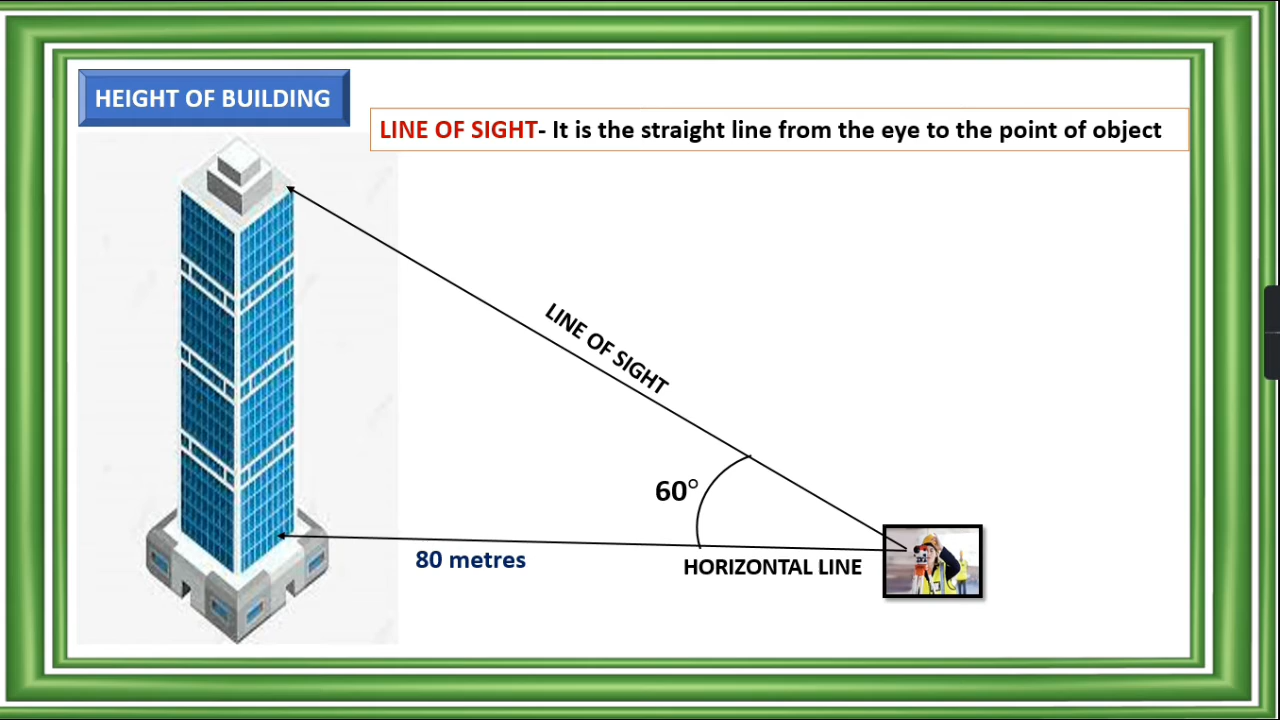 HEIGHT OF BUILDING
LINE OF SIGHT- It is the straight line from the eye to the point of object
LINE OF SIGHT
60°
80 metres
HORIZONTAL LINE